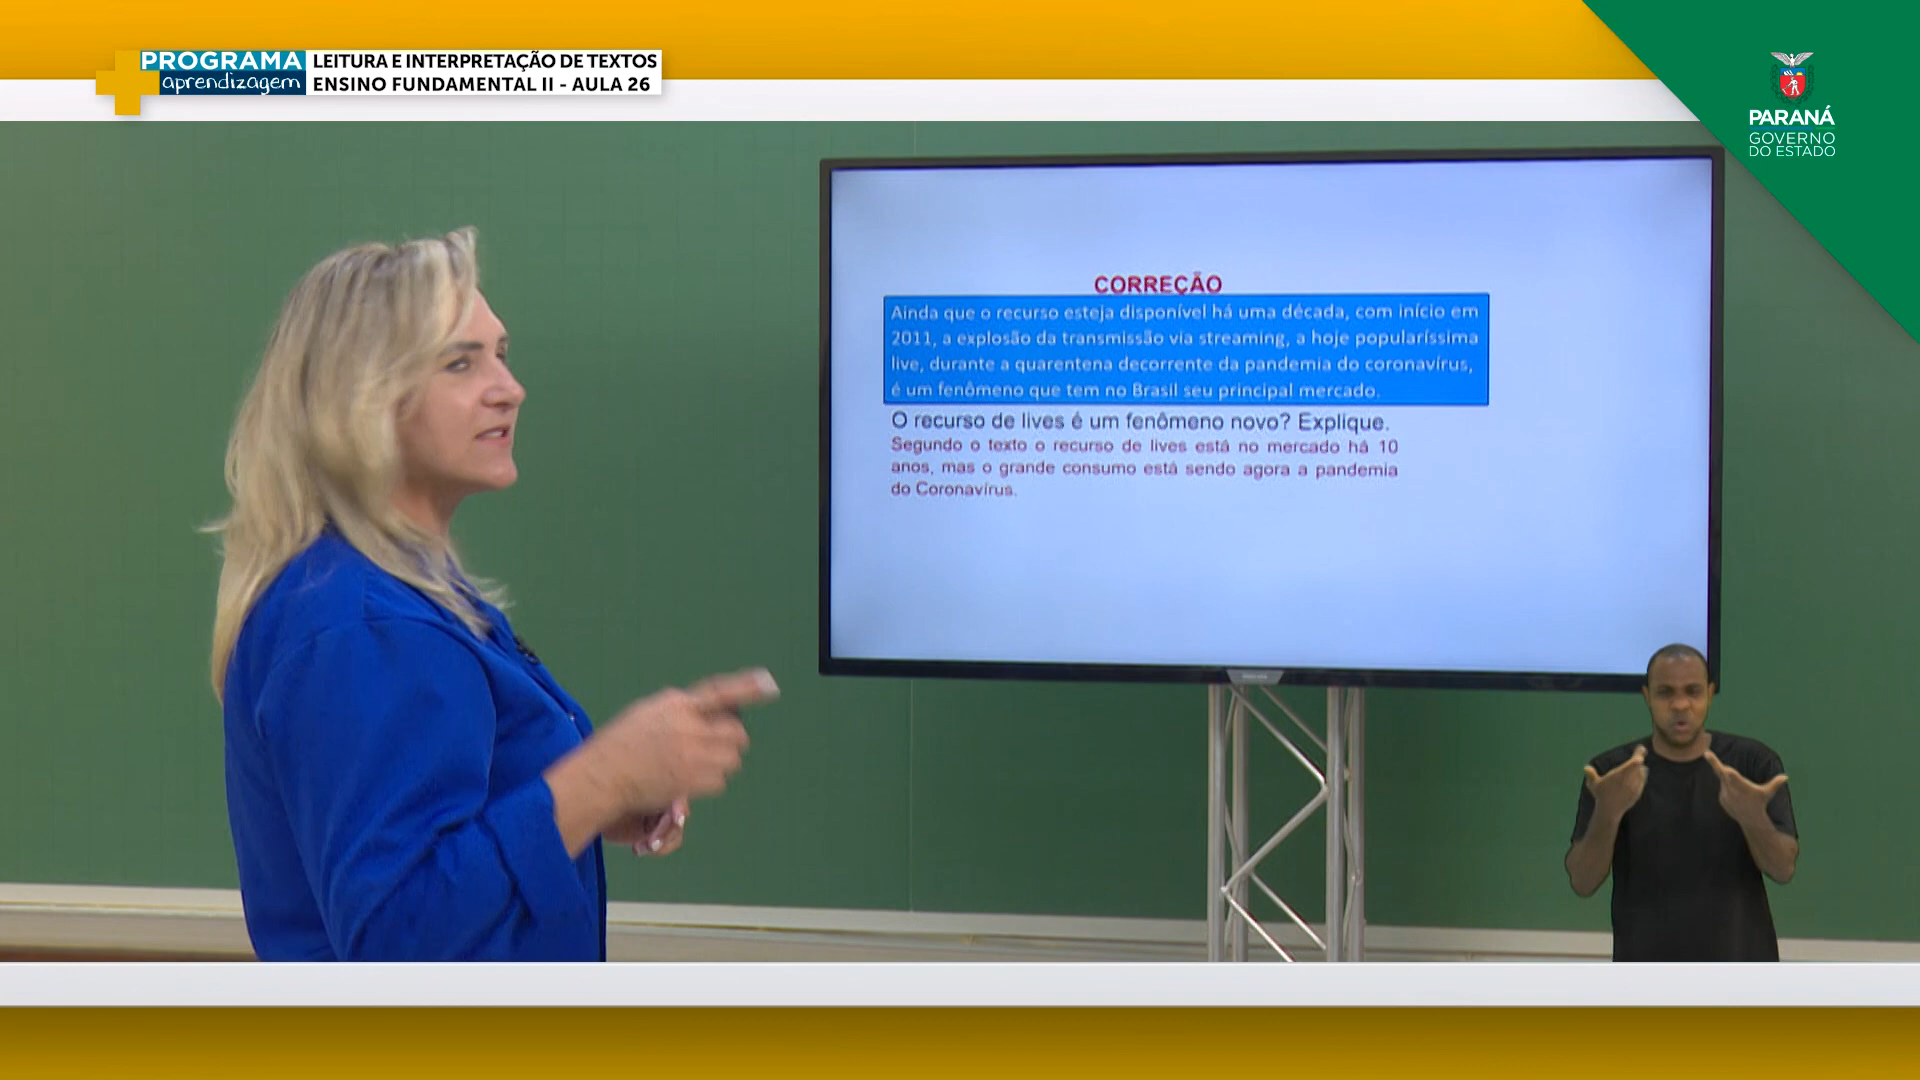 PROGRAMA
aprendizagem
LEITURA E INTERPRETAÇÃO DE TEXTOS
ENSINO FUNDAMENTAL II - AULA 26
PARANÁ
GOVERNO
DO ESTADO
CORREÇÃO
Ainda que o recurso esteja disponível há uma década, com início em
2011, a explosão da transmissão via streaming, a hoje popularíssima
live, durante a quarentena decorrente da pandemia do coronavírus,
é um fenômeno que tem no Brasil seu principal mercado.
O recurso de lives é um fenômeno novo? Explique.
Segundo o texto o recurso de lives está no mercado há 10
anos, mas o grande consumo está sendo agora a pandemia
do Coronavírus.